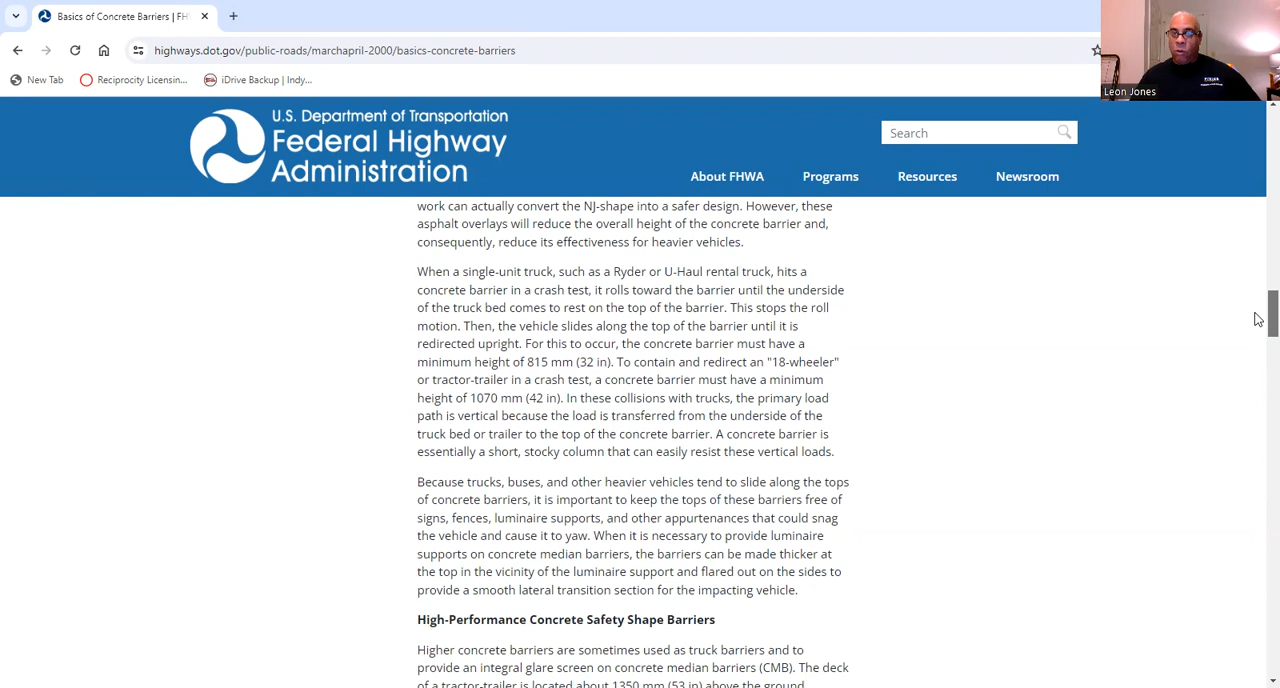 Basics of Concrete Barriers | FH
highways.dot.gov/public-roads/marchapril-2000/basics-concrete-barriers
New Tab
Reciprocity Licensin...
iDrive Backup | Indy...
Leon Jones
U.S. Department of Transportation
Federal Highway
Administration
Search
About FHWA
Programs
Resources
Newsroom
work can actually convert the NJ-shape into a safer design. However, these
asphalt overlays will reduce the overall height of the concrete barrier and,
consequently, reduce its effectiveness for heavier vehicles.
When a single-unit truck, such as a Ryder or U-Haul rental truck, hits a
concrete barrier in a crash test, it rolls toward the barrier until the underside
of the truck bed comes to rest on the top of the barrier. This stops the roll
motion. Then, the vehicle slides along the top of the barrier until it is
redirected upright. For this to occur, the concrete barrier must have a
minimum height of 815 mm (32 in). To contain and redirect an "18-wheeler"
or tractor-trailer in a crash test, a concrete barrier must have a minimum
height of 1070 mm (42 in). In these collisions with trucks, the primary load
path is vertical because the load is transferred from the underside of the
truck bed or trailer to the top of the concrete barrier. A concrete barrier is
essentially a short, stocky column that can easily resist these vertical loads.
Because trucks, buses, and other heavier vehicles tend to slide along the tops
of concrete barriers, it is important to keep the tops of these barriers free of
signs, fences, luminaire supports, and other appurtenances that could snag
the vehicle and cause it to yaw. When it is necessary to provide luminaire
supports on concrete median barriers, the barriers can be made thicker at
the top in the vicinity of the luminaire support and flared out on the sides to
provide a smooth lateral transition section for the impacting vehicle.
High-Performance Concrete Safety Shape Barriers
Higher concrete barriers are sometimes used as truck barriers and to
provide an integral glare screen on concrete median barriers (CMB). The deck
of a tractor-trailer is located about 1350 mm (53 in) above the ground